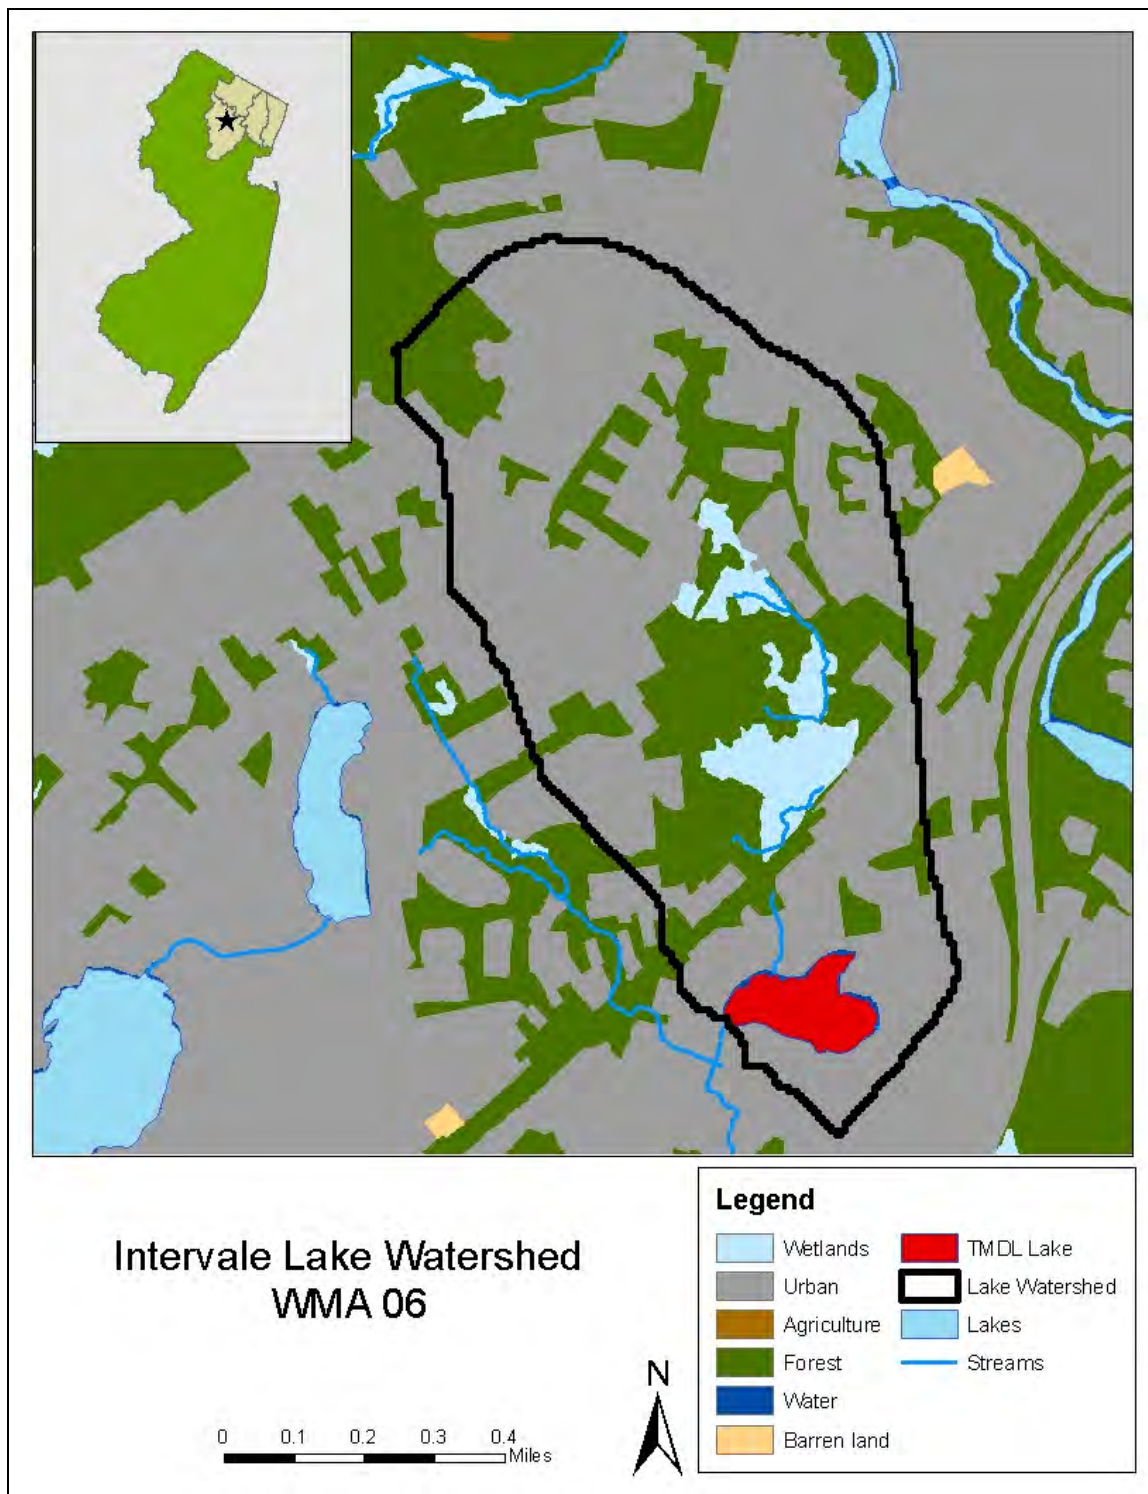 Intervale Lake Watershed
WMA 06
0 0.1 0.2 0.3 0.4
Miles
N
Legend
Wetlands
Urban
Agriculture
Forest
Water
Barren land
TMDL Lake
Lake Watershed
Lakes
Streams